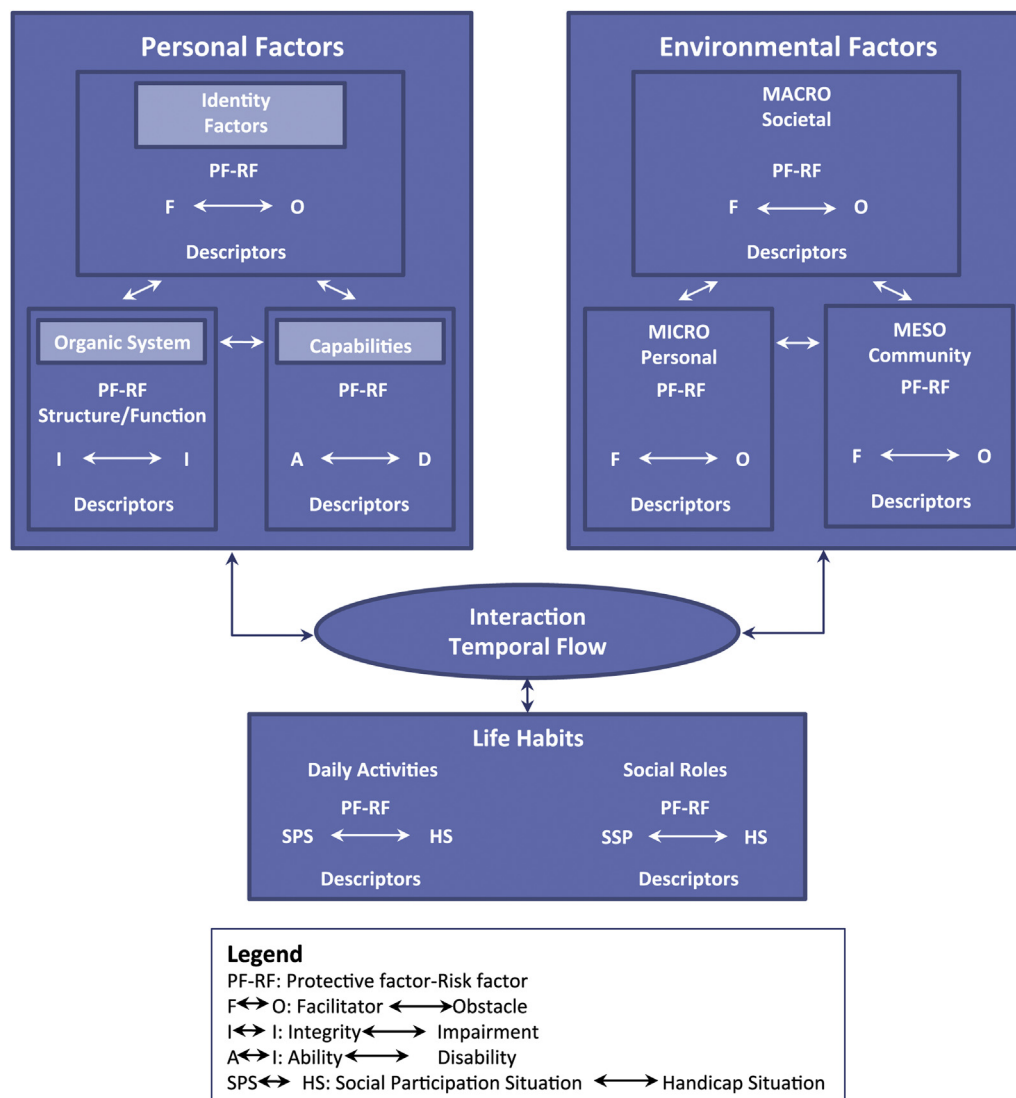 Personal Factors
Identity
Factors
PF-RF
F ↔ O
Descriptors
Organic System
PF-RF
Structure/Function
I ↔ I
Descriptors
Capabilities
PF-RF
A ↔ D
Descriptors
Environmental Factors
MACRO
Societal
PF-RF
F ↔ O
Descriptors
MICRO
Personal
PF-RF
F ↔ O
Descriptors
MESO
Community
PF-RF
F ↔ O
Descriptors
Interaction
Temporal Flow
Life Habits
Daily Activities
PF-RF
SPS ↔ HS
Descriptors
Social Roles
PF-RF
SSP ↔ HS
Descriptors
Legend
PF-RF: Protective factor-Risk factor
F↔ O: Facilitator ↔Obstacle
I↔ I: Integrity↔ Impairment
A↔I: Ability↔ Disability
SPS↔ HS: Social Participation Situation ↔Handicap Situation